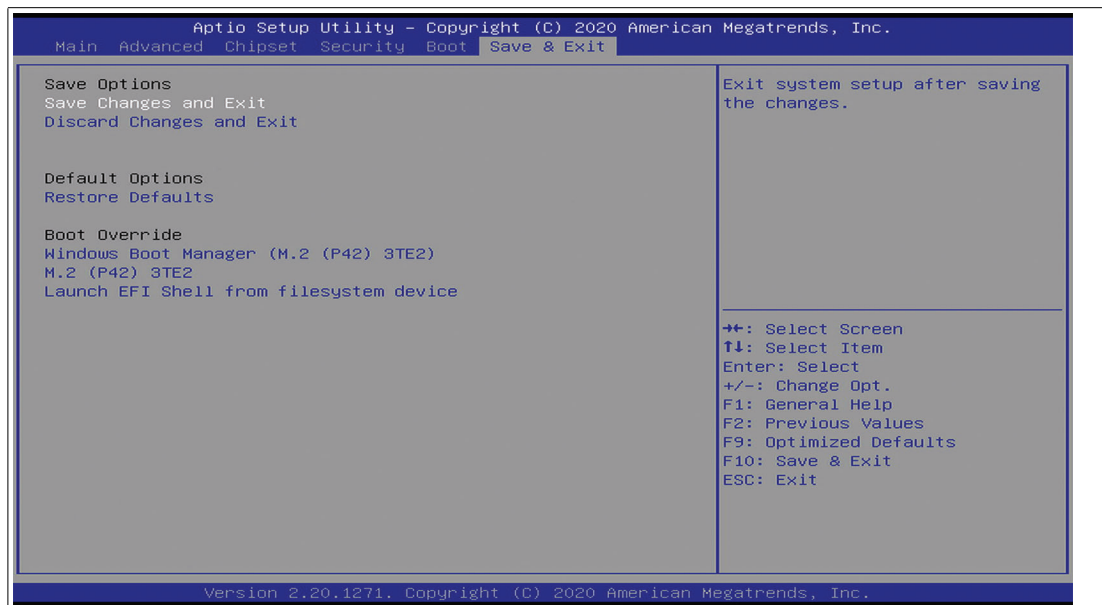 Aptio Setup Utility – Copyright (C) 2020 American Megatrends, Inc.
Main Advanced Chipset Security Boot Save & Exit
Save Options
Save Changes and Exit
Discard Changes and Exit
Default Options
Restore Defaults
Boot Override
Windows Boot Manager (M.2 (P42) 3TE2)
M.2 (P42) 3TE2
Launch EFI Shell from filesystem device
Exit system setup after saving
the changes.
→←: Select Screen
↑↓: Select Item
Enter: Select
+/-: Change Opt.
F1: General Help
F2: Previous Values
F9: Optimized Defaults
F10: Save & Exit
ESC: Exit
Version 2.20.1271. Copyright (C) 2020 American Megatrends, Inc.